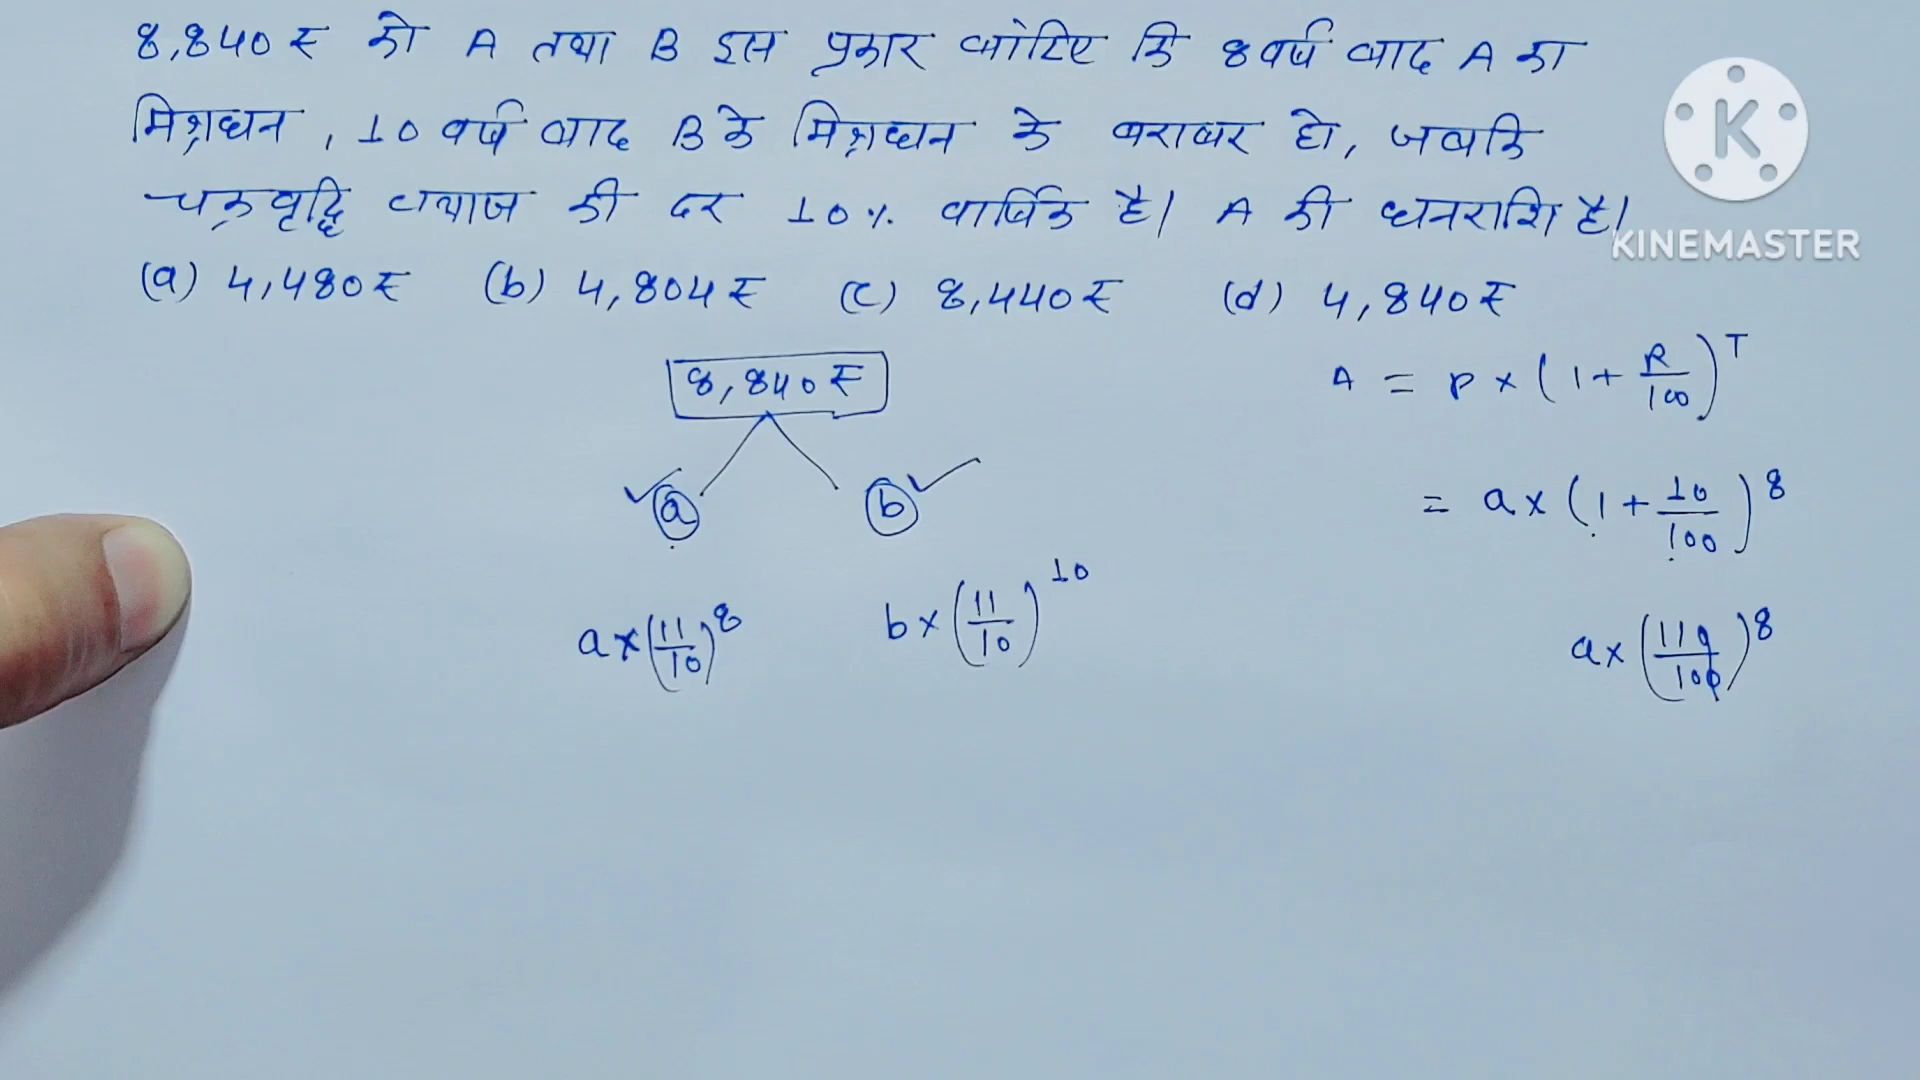 8,840₹ को A तथा B इस प्रकार बांटिए कि 8 वर्ष बाद A का
मिश्रधन, 10 वर्ष बाद B के मिश्रधन के बराबर हो, जबकि
चक्रवृद्धि ब्याज की दर 10% वार्षिक है। A की धनराशि है।
(a) 4,480₹ (b) 4,804₹ (c) 8,440₹ (d) 4,840₹
K
KINEMASTER
8,840₹
A = P × (1 + R/100)^T
a b
= a × (1 + 10/100)^8
a × (11/10)^8 b × (11/10)^10
a × (110/100)^8